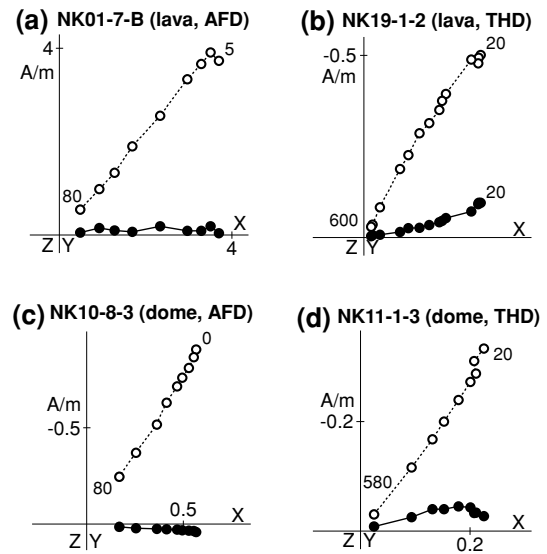 (a) NK01-7-B (lava, AFD)
4
5
A/m
80
X
Z Y
4
(b) NK19-1-2 (lava, THD)
20
-0.5
A/m
20
600
X
Z Y
(c) NK10-8-3 (dome, AFD)
0
A/m
-0.5
80
0.5
X
Z Y
(d) NK11-1-3 (dome, THD)
20
A/m
-0.2
580
X
Z Y
0.2